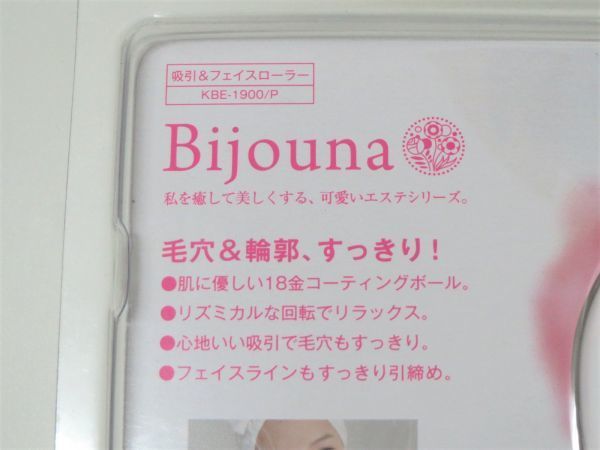 吸引&フェイスローラー
KBE-1900/P
Bijouna
私を癒して美しくする、可愛いエステシリーズ。
毛穴&輪郭、すっきり!
●肌に優しい18金コーティングボール。
●リズミカルな回転でリラックス。
●心地いい吸引で毛穴もすっきり。
●フェイスラインもすっきり引締め。